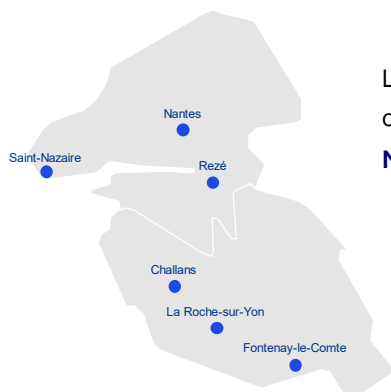 Nantes
Saint-Nazaire
Rezé
Challans
La Roche-sur-Yon
Fontenay-le-Comte